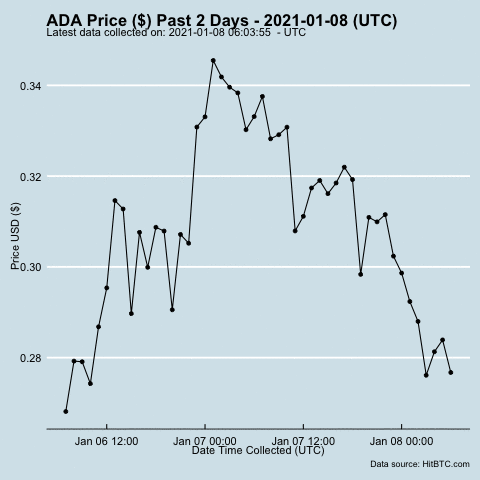 ADA Price ($) Past 2 Days - 2021-01-08 (UTC)
Latest data collected on: 2021-01-08 06:03:55  - UTC
Price USD ($)
0.34
0.32
0.30
0.28
Jan 06 12:00 Jan 07 00:00 Jan 07 12:00 Jan 08 00:00
Date Time Collected (UTC)
Data source: HitBTC.com